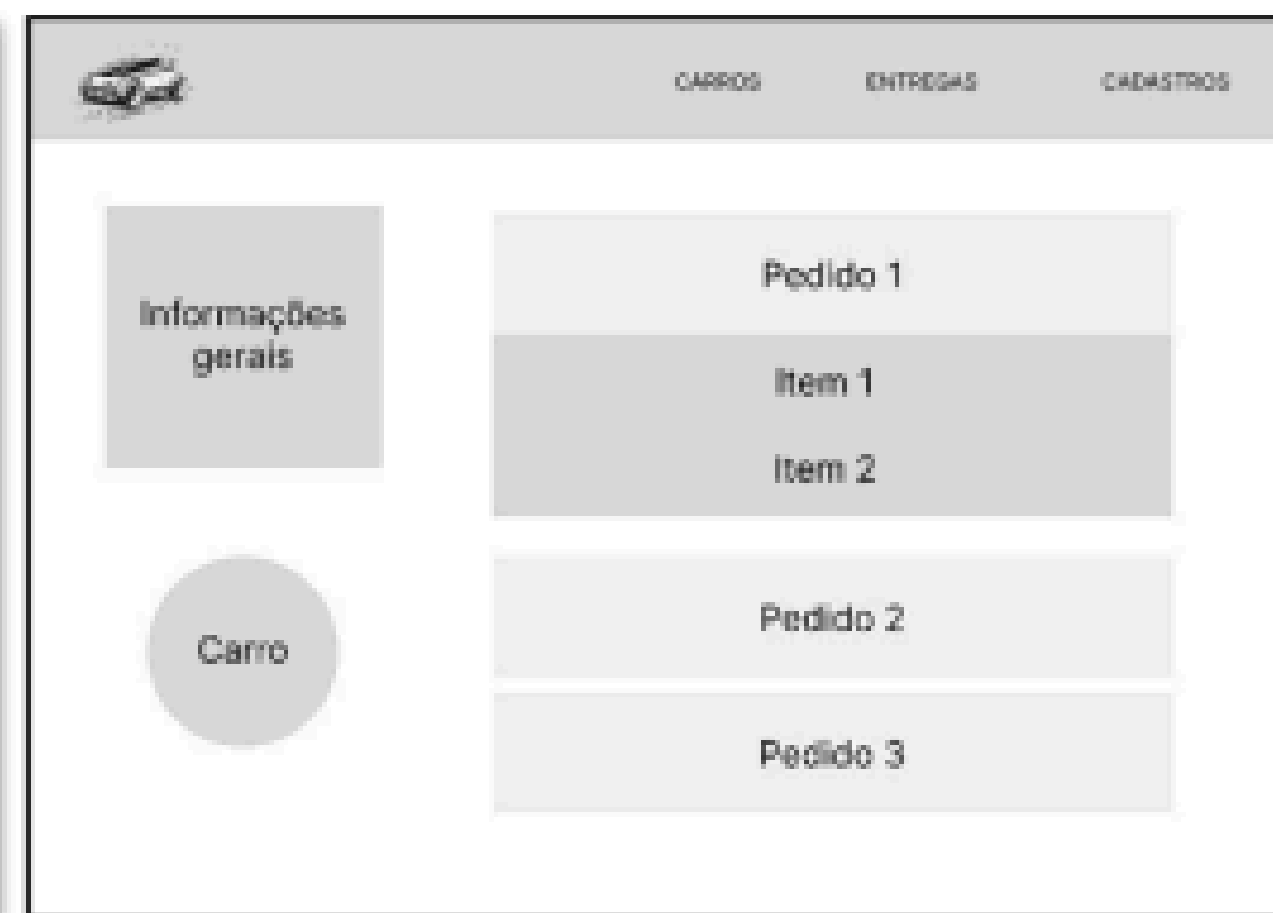 CARROS
ENTREGAS
CADASTROS
Informações
gerais
Carro
Pedido 1
Item 1
Item 2
Pedido 2
Pedido 3